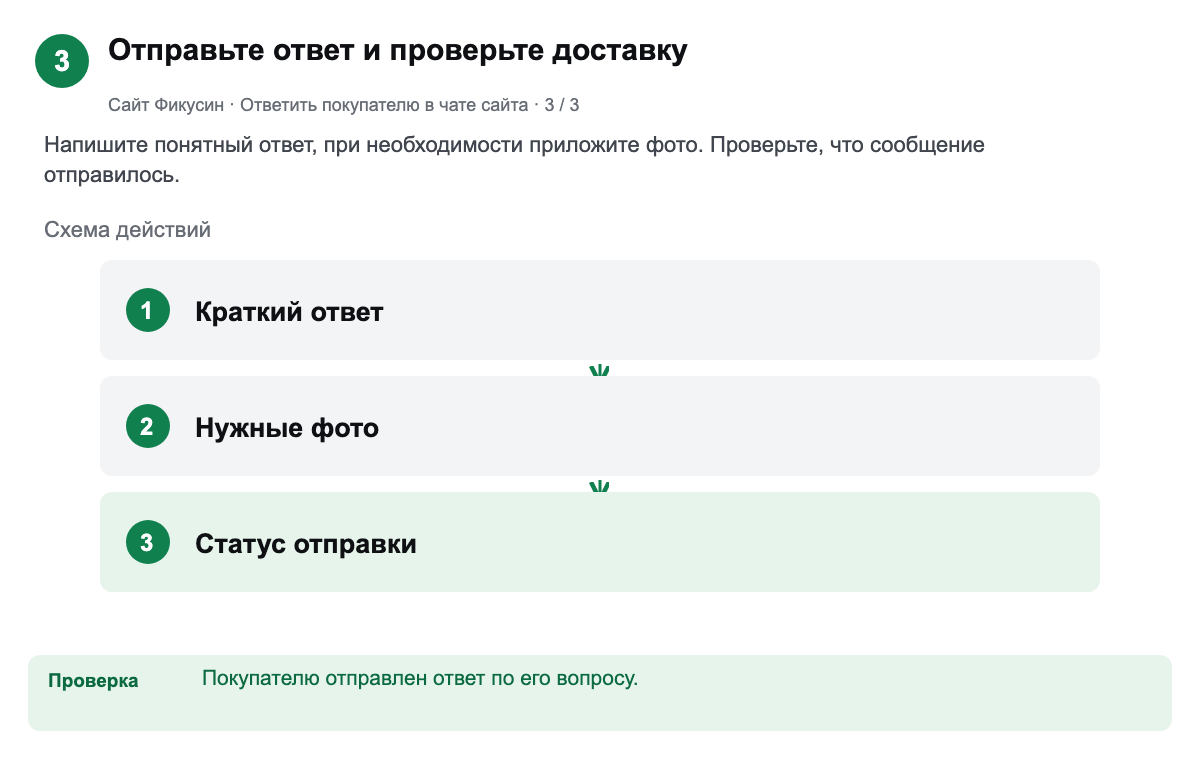 3
Отправьте ответ и проверьте доставку
Сайт Фикусин · Ответить покупателю в чате сайта · 3 / 3
Напишите понятный ответ, при необходимости приложите фото. Проверьте, что сообщение
отправилось.
Схема действий
1 Краткий ответ
2 Нужные фото
3 Статус отправки
Проверка Покупателю отправлен ответ по его вопросу.